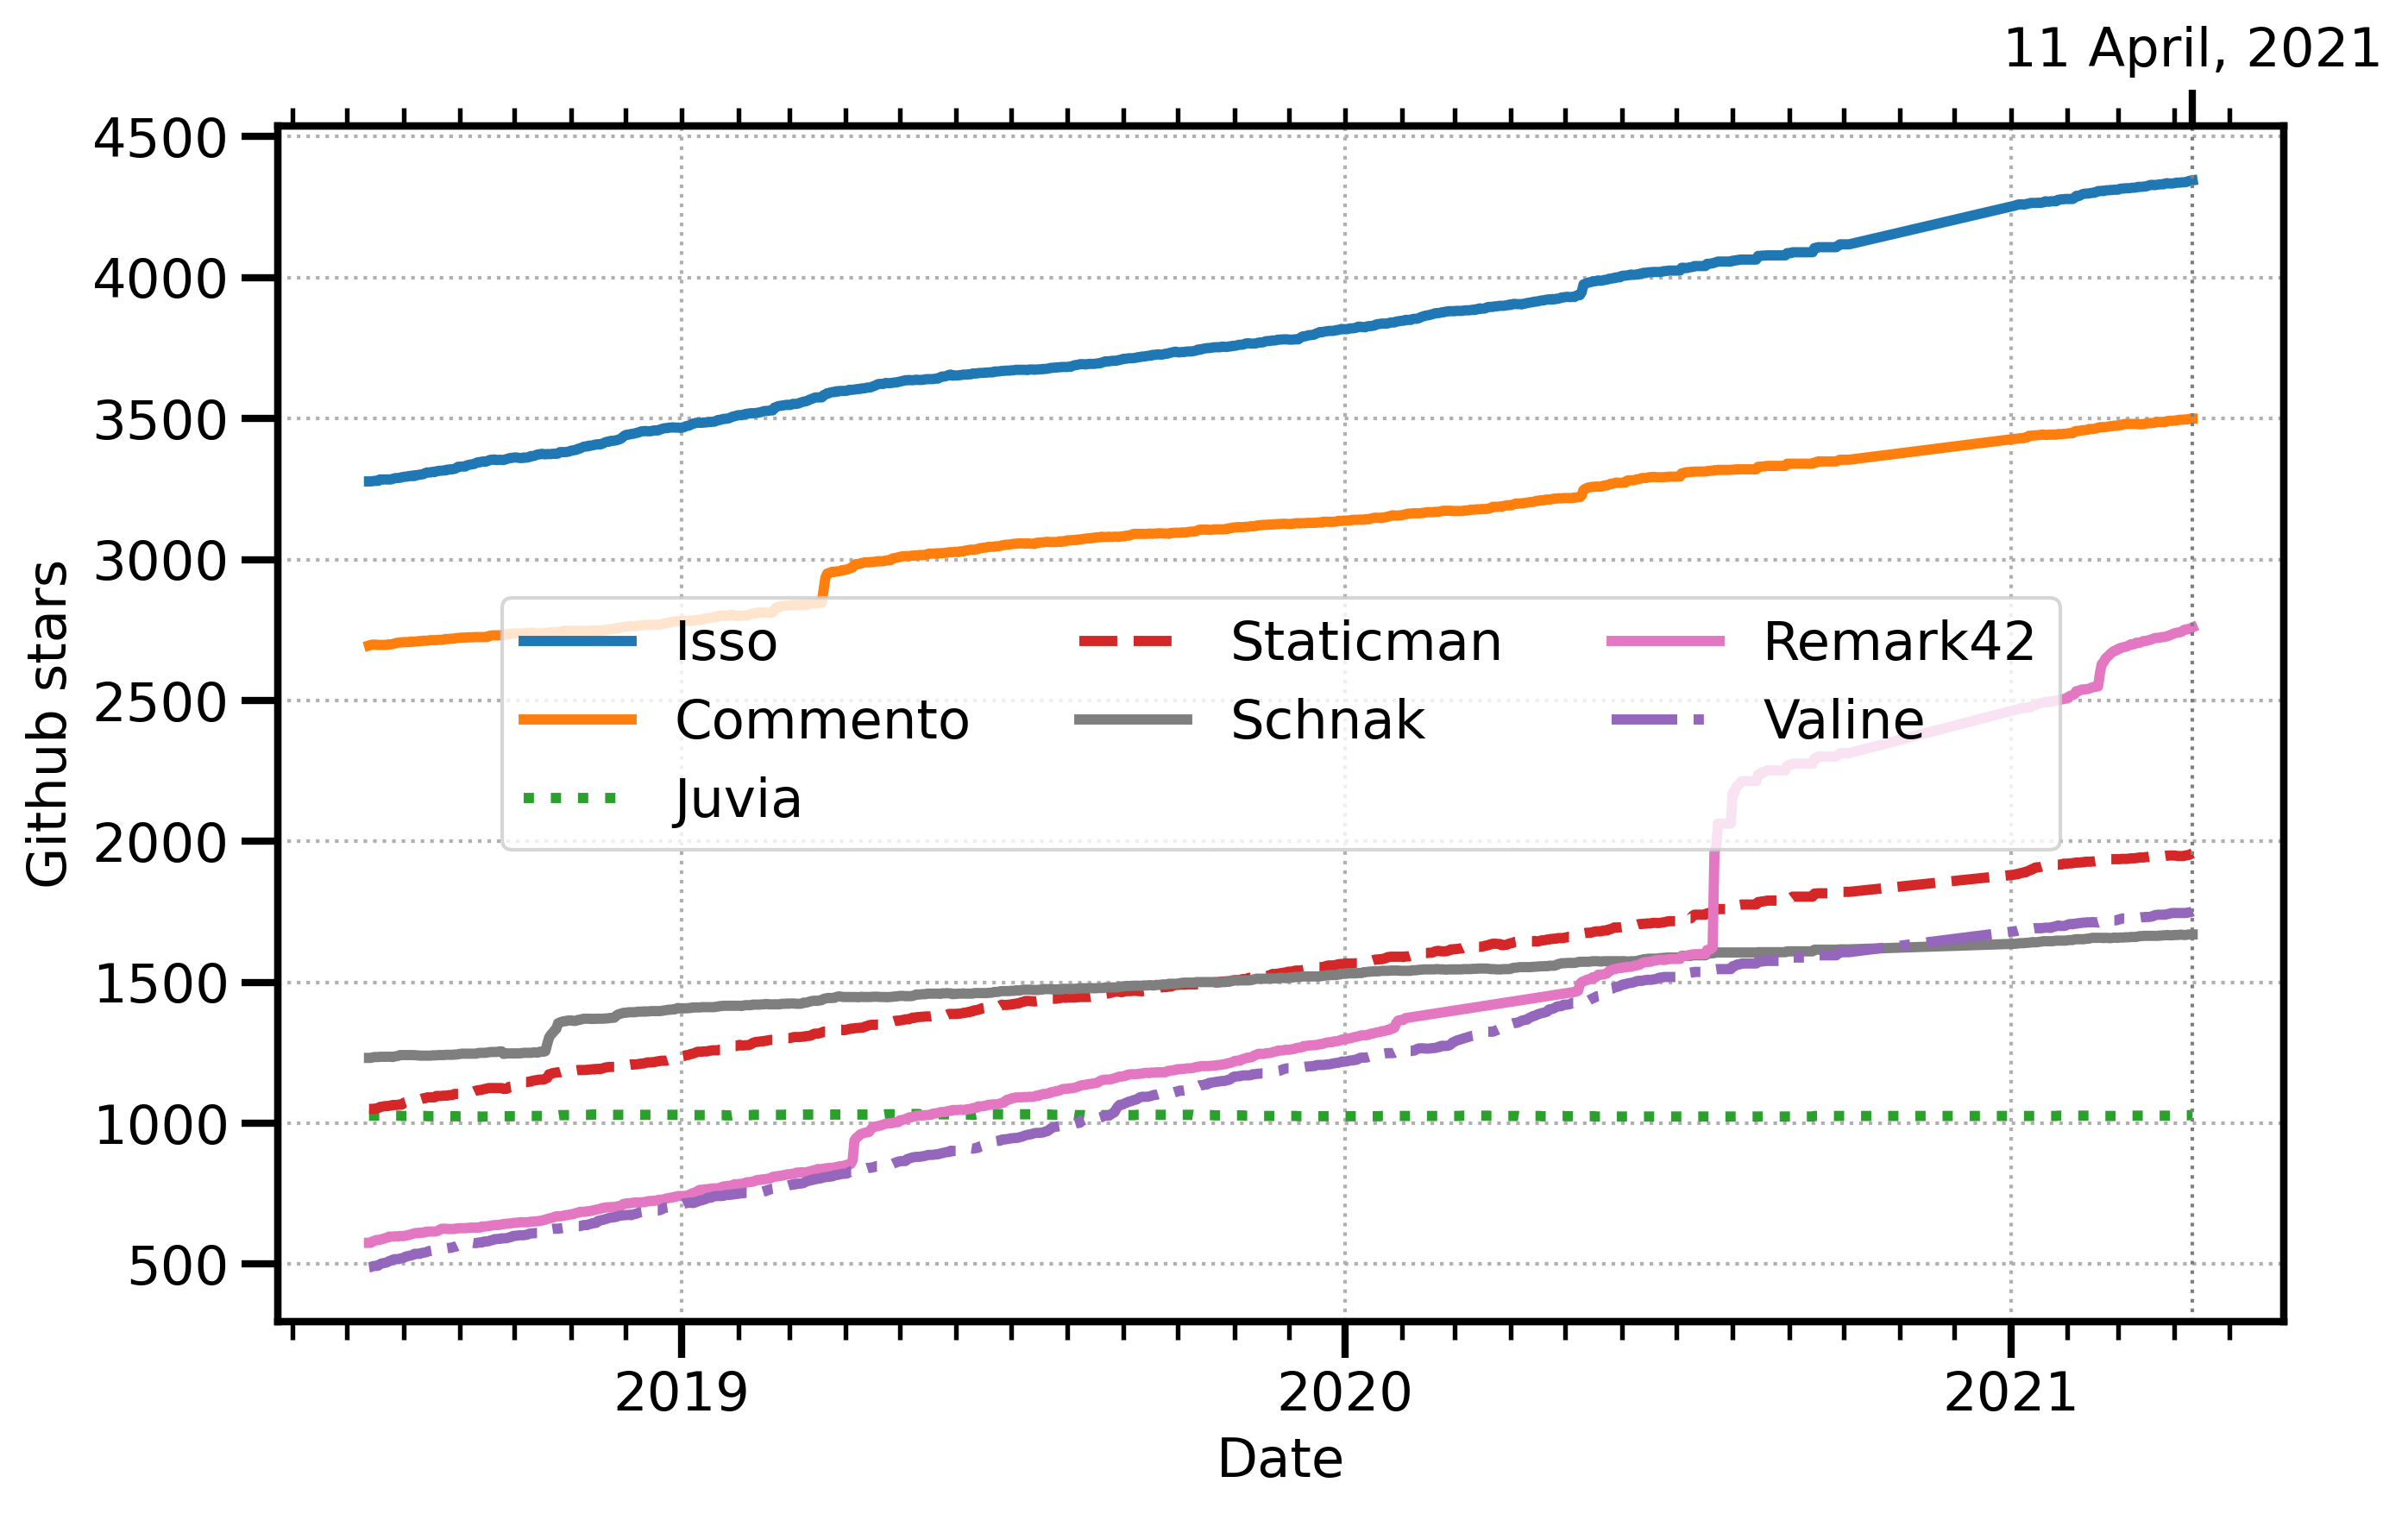 11 April, 2021
4500
4000
3500
3000
2500
2000
1500
1000
500
Github stars
Isso
Commento
Juvia
Staticman
Schnak
Remark42
Valine
2019
2020
2021
Date